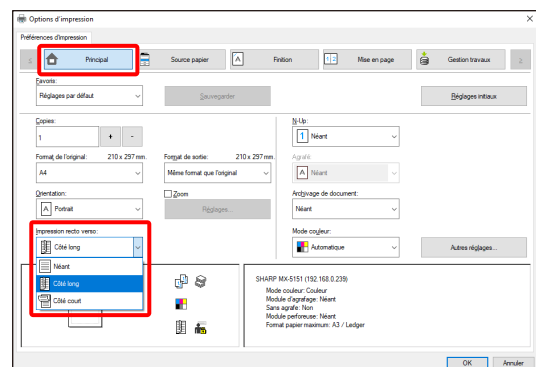 Options d'impression
Préférences d'impression
Principal
Source papier
Finition
Mise en page
Gestion travaux
Favoris:
Réglages par défaut
Sauvegarder
Réglages initiaux
Copies:
1
+ -
N-Up:
1 Néant
Format de l'original: 210 x 297 mm.
A4
Format de sortie: 210 x 297 mm.
Même format que l'original
Agrafe:
A Néant
Orientation:
A Portrait
Zoom
Réglages...
Archivage de document:
Néant
Impression recto verso:
Côté long
Mode couleur:
Automatique
Autres réglages...
Néant
Côté long
Côté court
SHARP MX-5151 (192.168.0.239)
Mode couleur: Couleur
Module d'agrafage: Néant
Sans agrafe: Non
Module perforeuse: Néant
Format papier maximum: A3 / Ledger
OK
Annuler